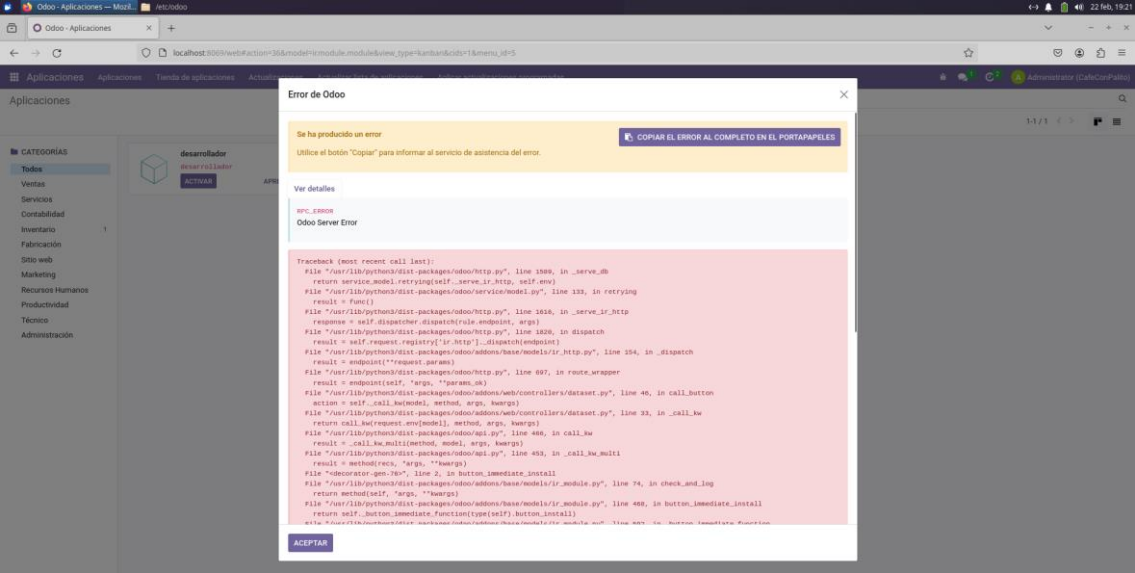 Odoo - Aplicaciones — Mozil...
/etc/odoo
22 feb, 19:21
Odoo - Aplicaciones
localhost:8069/web#action=36&model=ir.module.module&view_type=kanban&cids=1&menu_id=5
Aplicaciones
Aplicaciones
Tienda de aplicaciones
Administrator (CafeConPalito)
Aplicaciones
1-1 / 1
CATEGORÍAS
Todos
Ventas
Servicios
Contabilidad
Inventario 1
Fabricación
Sitio web
Marketing
Recursos Humanos
Productividad
Técnico
Administración
desarrollador
desarrollador
ACTIVAR
Error de Odoo
Se ha producido un error
COPIAR EL ERROR AL COMPLETO EN EL PORTAPAPELES
Utilice el botón "Copiar" para informar al servicio de asistencia del error.
Ver detalles
RPC_ERROR
Odoo Server Error
Traceback (most recent call last):
File "/usr/lib/python3/dist-packages/odoo/http.py", line 1589, in _serve_db
return service_model.retrying(self._serve_ir_http, self.env)
File "/usr/lib/python3/dist-packages/odoo/service/model.py", line 133, in retrying
result = func()
File "/usr/lib/python3/dist-packages/odoo/http.py", line 1616, in _serve_ir_http
response = self.dispatcher.dispatch(rule.endpoint, args)
File "/usr/lib/python3/dist-packages/odoo/http.py", line 1820, in dispatch
result = self.request.registry['ir.http']._dispatch(endpoint)
File "/usr/lib/python3/dist-packages/odoo/addons/base/models/ir_http.py", line 154, in _dispatch
result = endpoint(**request.params)
File "/usr/lib/python3/dist-packages/odoo/http.py", line 697, in route_wrapper
result = endpoint(self, *args, **params_ok)
File "/usr/lib/python3/dist-packages/odoo/addons/web/controllers/dataset.py", line 46, in call_button
action = self._call_kw(model, method, args, kwargs)
File "/usr/lib/python3/dist-packages/odoo/addons/web/controllers/dataset.py", line 33, in _call_kw
return call_kw(request.env[model], method, args, kwargs)
File "/usr/lib/python3/dist-packages/odoo/api.py", line 466, in call_kw
result = _call_kw_multi(method, model, args, kwargs)
File "/usr/lib/python3/dist-packages/odoo/api.py", line 453, in _call_kw_multi
result = method(recs, *args, **kwargs)
File "<decorator-gen-76>", line 2, in button_immediate_install
File "/usr/lib/python3/dist-packages/odoo/addons/base/models/ir_module.py", line 74, in check_and_log
return method(self, *args, **kwargs)
File "/usr/lib/python3/dist-packages/odoo/addons/base/models/ir_module.py", line 468, in button_immediate_install
return self._button_immediate_function(type(self).button_install)
ACEPTAR